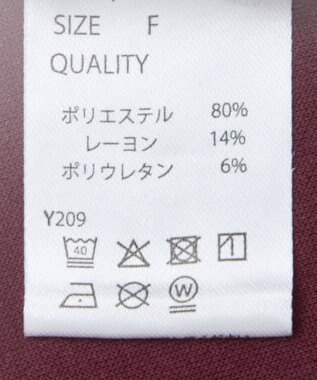 SIZE F
QUALITY
ポリエステル 80%
レーヨン 14%
ポリウレタン 6%
Y209
40
W